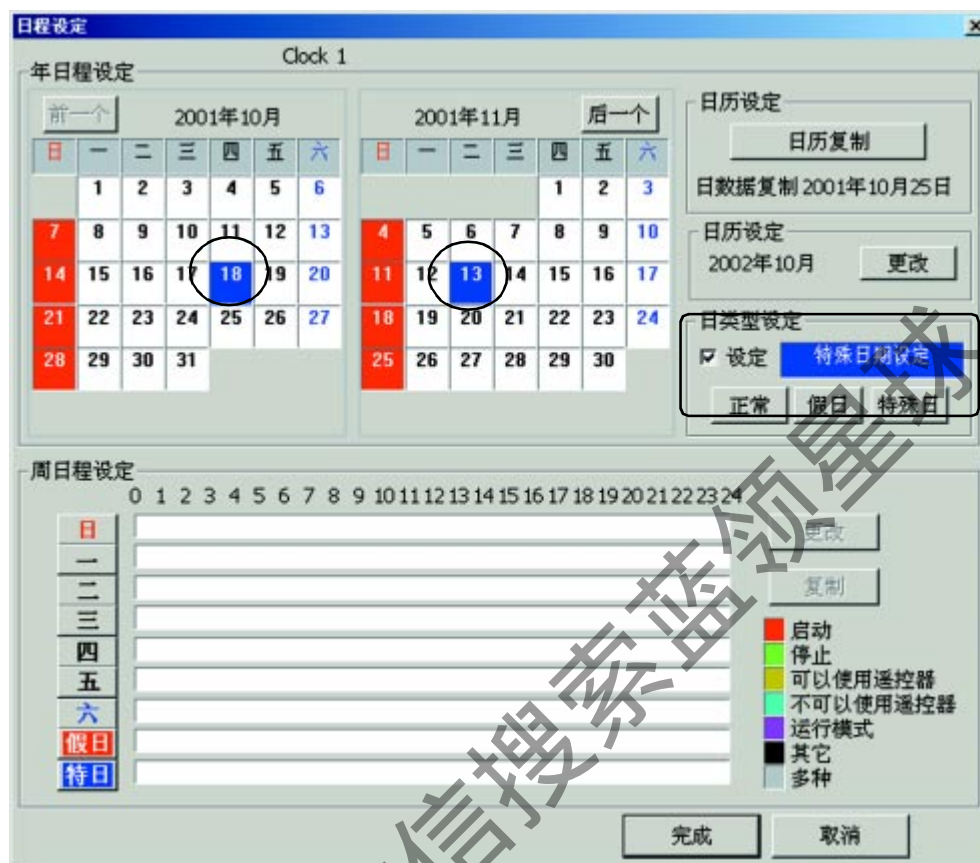 日程设定
Clock 1
年日程设定
前一个 2001年10月
日 一 二 三 四 五 六
1 2 3 4 5 6
7 8 9 10 11 12 13
14 15 16 17 18 19 20
21 22 23 24 25 26 27
28 29 30 31
2001年11月 后一个
日 一 二 三 四 五 六
1 2 3
4 5 6 7 8 9 10
11 12 13 14 15 16 17
18 19 20 21 22 23 24
25 26 27 28 29 30
日历设定
日历复制
日数据复制 2001年10月25日
日历设定
2002年10月 更改
日类型设定
设定 特殊日期设定
正常 假日 特殊日
周日程设定
0 1 2 3 4 5 6 7 8 9 10 11 12 13 14 15 16 17 18 19 20 21 22 23 24
日
一
二
三
四
五
六
假日
特日
更改
复制
启动
停止
可以使用遥控器
不可以使用遥控器
运行模式
其它
多种
完成 取消
信搜索蓝领星球